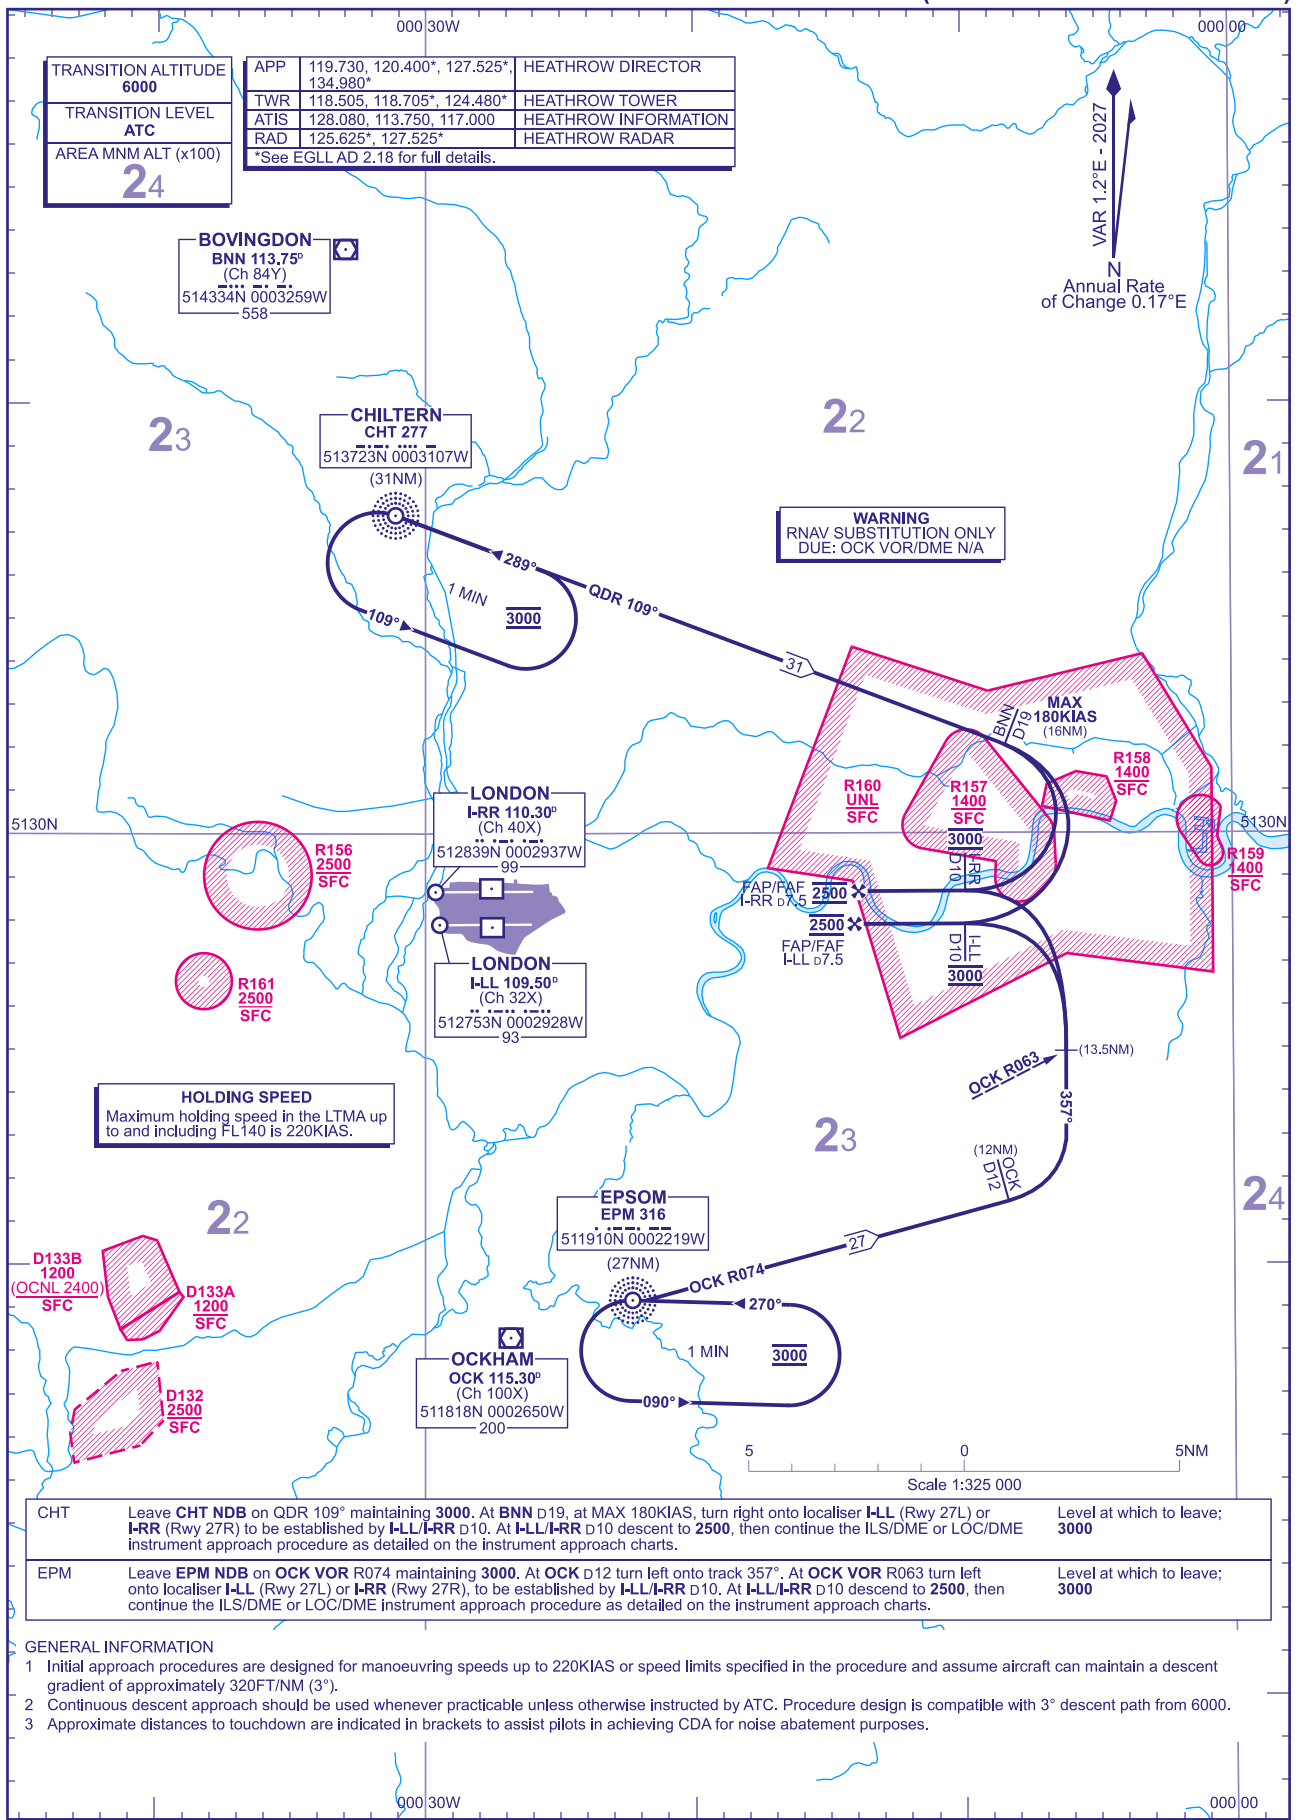 000 30W
000 00
TRANSITION ALTITUDE
6000
TRANSITION LEVEL
ATC
AREA MNM ALT (x100)
24
APP 119.730, 120.400*, 127.525*, HEATHROW DIRECTOR
134.980*
TWR 118.505, 118.705*, 124.480* HEATHROW TOWER
ATIS 128.080, 113.750, 117.000 HEATHROW INFORMATION
RAD 125.625*, 127.525* HEATHROW RADAR
*See EGLL AD 2.18 for full details.
VAR 1.2°E - 2027
N
Annual Rate
of Change 0.17°E
BOVINGDON
BNN 113.75ᴰ
(Ch 84Y)
514334N 0003259W
558
23
22
21
CHILTERN
CHT 277
513723N 0003107W
(31NM)
289°
1 MIN
3000
109°
QDR 109°
31
WARNING
RNAV SUBSTITUTION ONLY
DUE: OCK VOR/DME N/A
BNN
D19
MAX
180KIAS
(16NM)
R158
1400
SFC
R160
UNL
SFC
R157
1400
SFC
5130N
5130N
R159
1400
SFC
LONDON
I-RR 110.30ᴰ
(Ch 40X)
512839N 0002937W
99
R156
2500
SFC
3000
I-RR
D10
FAP/FAF
I-RR D7.5
2500
2500
FAP/FAF
I-LL D7.5
I-LL
D10
3000
LONDON
I-LL 109.50ᴰ
(Ch 32X)
512753N 0002928W
93
R161
2500
SFC
OCK R063
(13.5NM)
357°
HOLDING SPEED
Maximum holding speed in the LTMA up
to and including FL140 is 220KIAS.
23
(12NM)
OCK
D12
24
22
EPSOM
EPM 316
511910N 0002219W
(27NM)
27
OCK R074
270°
1 MIN
3000
090°
D133B
1200
(OCNL 2400)
SFC
D133A
1200
SFC
OCKHAM
OCK 115.30ᴰ
(Ch 100X)
511818N 0002650W
200
D132
2500
SFC
5 0 5NM
Scale 1:325 000
CHT Leave CHT NDB on QDR 109° maintaining 3000. At BNN D19, at MAX 180KIAS, turn right onto localiser I-LL (Rwy 27L) or Level at which to leave;
I-RR (Rwy 27R) to be established by I-LL/I-RR D10. At I-LL/I-RR D10 descent to 2500, then continue the ILS/DME or LOC/DME 3000
instrument approach procedure as detailed on the instrument approach charts.
EPM Leave EPM NDB on OCK VOR R074 maintaining 3000. At OCK D12 turn left onto track 357°. At OCK VOR R063 turn left Level at which to leave;
onto localiser I-LL (Rwy 27L) or I-RR (Rwy 27R), to be established by I-LL/I-RR D10. At I-LL/I-RR D10 descend to 2500, then 3000
continue the ILS/DME or LOC/DME instrument approach procedure as detailed on the instrument approach charts.
GENERAL INFORMATION
1 Initial approach procedures are designed for manoeuvring speeds up to 220KIAS or speed limits specified in the procedure and assume aircraft can maintain a descent
gradient of approximately 320FT/NM (3°).
2 Continuous descent approach should be used whenever practicable unless otherwise instructed by ATC. Procedure design is compatible with 3° descent path from 6000.
3 Approximate distances to touchdown are indicated in brackets to assist pilots in achieving CDA for noise abatement purposes.
000 30W
000 00